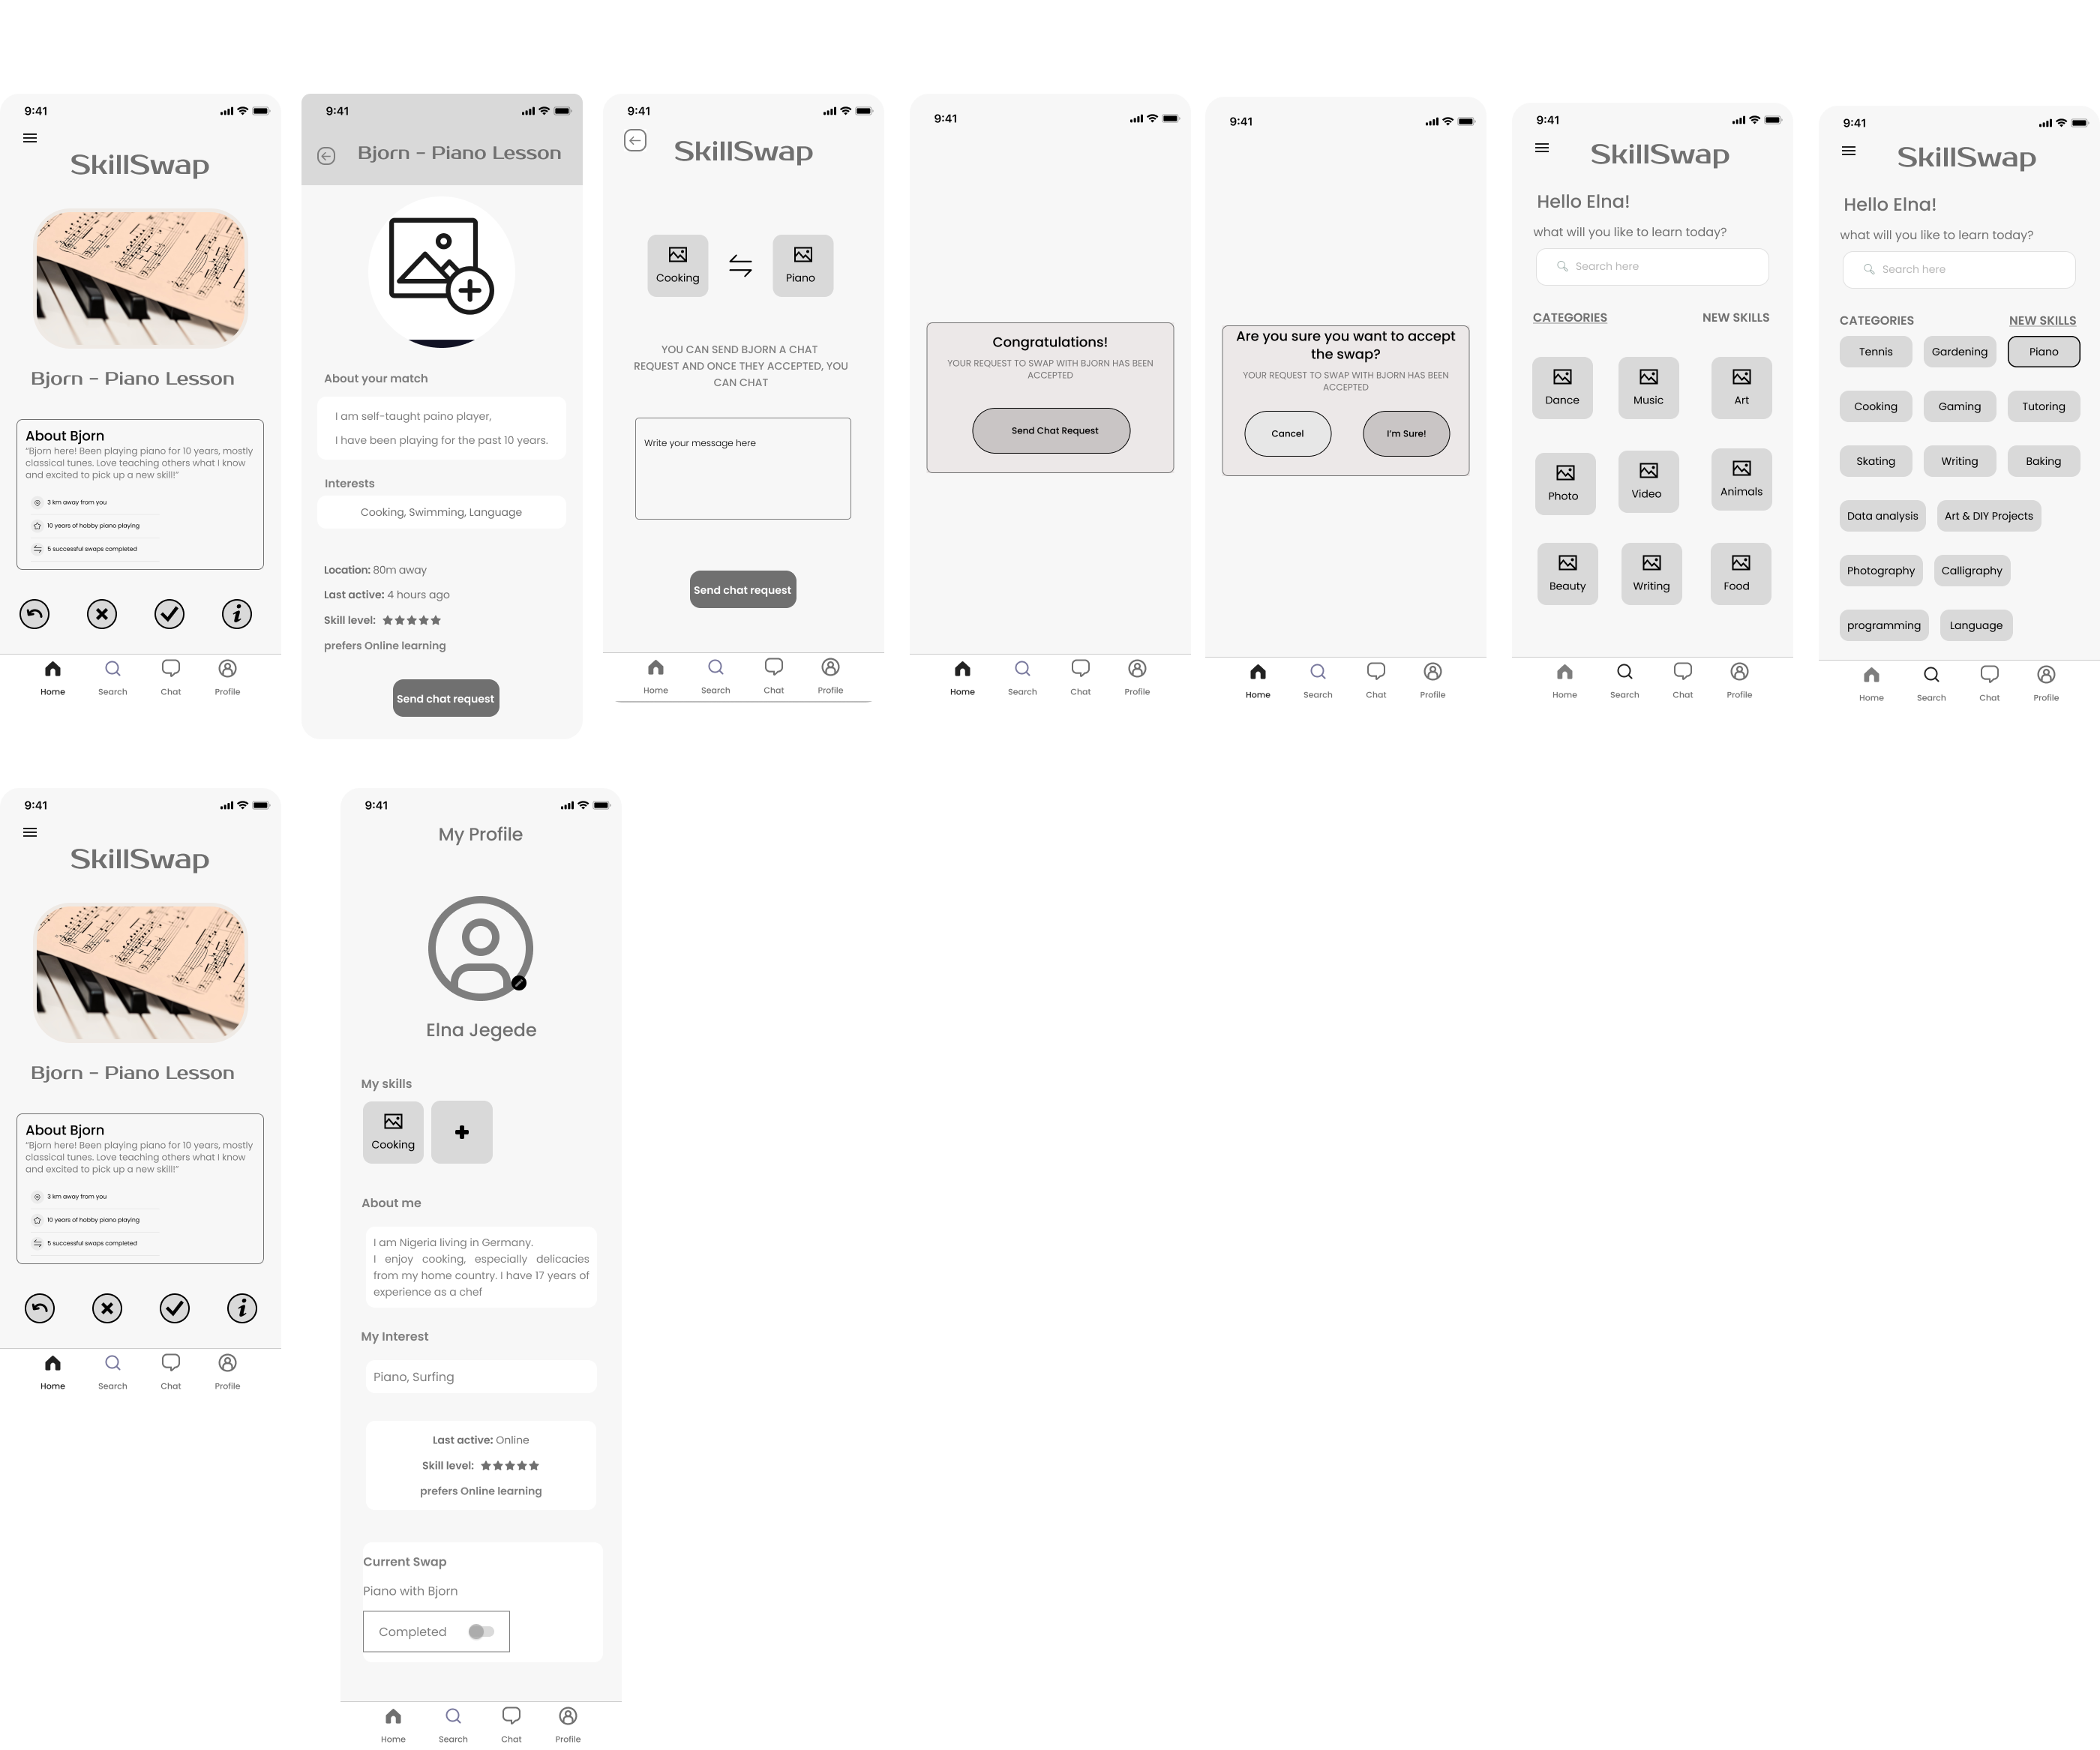 9:41
SkillSwap
Bjorn - Piano Lesson
About Bjorn
"Bjorn here! Been playing piano for 10 years, mostly
classical tunes. Love teaching others what I know
and excited to pick up a new skill!"
3 km away from you
10 years of hobby piano playing
5 successful swaps completed
Home
Search
Chat
Profile
9:41
Bjorn - Piano Lesson
About your match
I am self-taught paino player,
I have been playing for the past 10 years.
Interests
Cooking, Swimming, Language
Location: 80m away
Last active: 4 hours ago
Skill level:
prefers Online learning
Send chat request
9:41
SkillSwap
Cooking
Piano
YOU CAN SEND BJORN A CHAT
REQUEST AND ONCE THEY ACCEPTED, YOU
CAN CHAT
Write your message here
Send chat request
Home
Search
Chat
Profile
9:41
Congratulations!
YOUR REQUEST TO SWAP WITH BJORN HAS BEEN
ACCEPTED
Send Chat Request
Home
Search
Chat
Profile
9:41
Are you sure you want to accept
the swap?
YOUR REQUEST TO SWAP WITH BJORN HAS BEEN
ACCEPTED
Cancel
I'm Sure!
Home
Search
Chat
Profile
9:41
SkillSwap
Hello Elna!
what will you like to learn today?
Search here
CATEGORIES
NEW SKILLS
Dance
Music
Art
Photo
Video
Animals
Beauty
Writing
Food
Home
Search
Chat
Profile
9:41
SkillSwap
Hello Elna!
what will you like to learn today?
Search here
CATEGORIES
NEW SKILLS
Tennis
Gardening
Piano
Cooking
Gaming
Tutoring
Skating
Writing
Baking
Data analysis
Art & DIY Projects
Photography
Calligraphy
programming
Language
Home
Search
Chat
Profile
9:41
SkillSwap
Bjorn - Piano Lesson
About Bjorn
"Bjorn here! Been playing piano for 10 years, mostly
classical tunes. Love teaching others what I know
and excited to pick up a new skill!"
3 km away from you
10 years of hobby piano playing
5 successful swaps completed
Home
Search
Chat
Profile
9:41
My Profile
Elna Jegede
My skills
Cooking
About me
I am Nigeria living in Germany.
I enjoy cooking, especially delicacies
from my home country. I have 17 years of
experience as a chef
My Interest
Piano, Surfing
Last active: Online
Skill level:
prefers Online learning
Current Swap
Piano with Bjorn
Completed
Home
Search
Chat
Profile